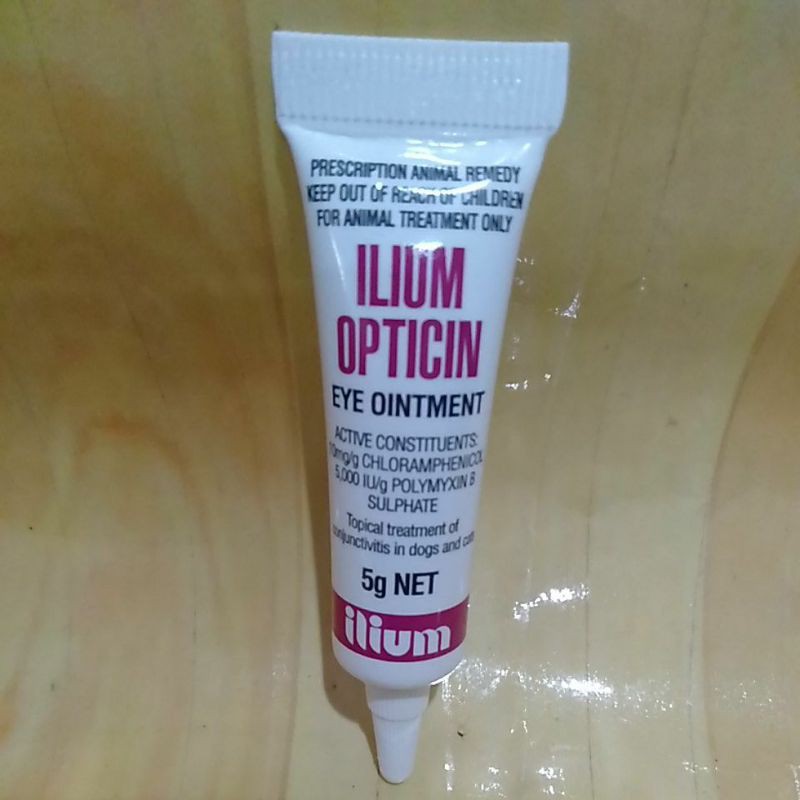 PRESCRIPTION ANIMAL REMEDY
KEEP OUT OF REACH OF CHILDREN
FOR ANIMAL TREATMENT ONLY
ILIUM
OPTICIN
EYE OINTMENT
ACTIVE CONSTITUENTS:
10mg/g CHLORAMPHENICOL
5,000 IU/g POLYMYXIN B
SULPHATE
Topical treatment of
conjunctivitis in dogs and cats
5g NET
ilium